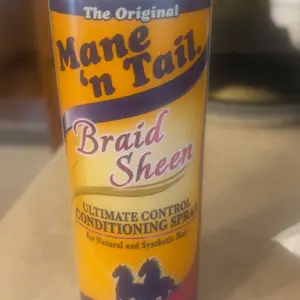 The Original
Mane
'n Tail
Braid
Sheen
ULTIMATE CONTROL
CONDITIONING SPRAY
For Natural and Synthetic Hair